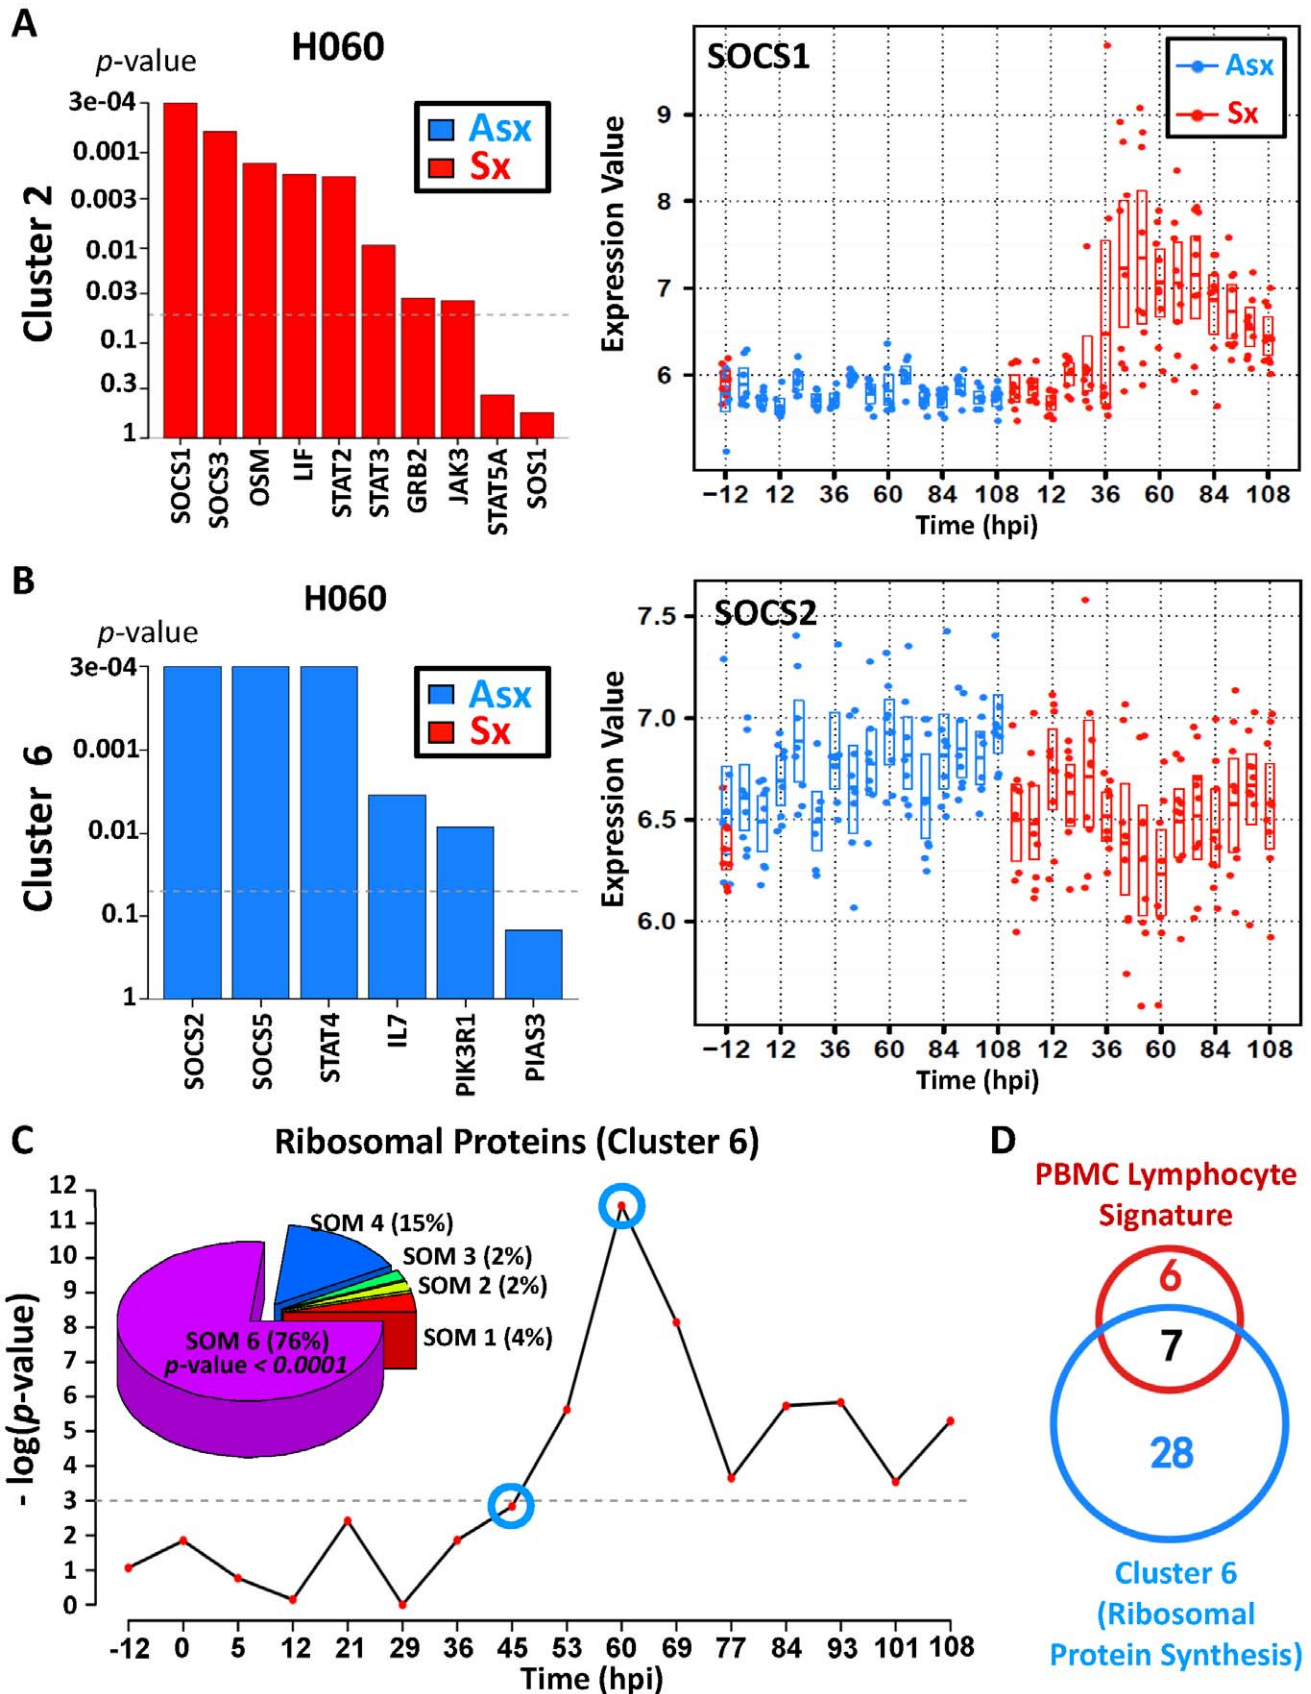 A
H060
p-value
3e-04
0.001
0.003
0.01
0.03
0.1
0.3
1
Cluster 2
Asx
Sx
SOCS1
SOCS3
OSM
LIF
STAT2
STAT3
GRB2
JAK3
STAT5A
SOS1
SOCS1
Asx
Sx
Expression Value
9
8
7
6
−12 12 36 60 84 108 12 36 60 84 108
Time (hpi)
B
H060
p-value
3e-04
0.001
0.01
0.1
1
Cluster 6
Asx
Sx
SOCS2
SOCS5
STAT4
IL7
PIK3R1
PIAS3
SOCS2
Expression Value
7.5
7.0
6.5
6.0
−12 12 36 60 84 108 12 36 60 84 108
Time (hpi)
C
Ribosomal Proteins (Cluster 6)
- log(p-value)
12
11
10
9
8
7
6
5
4
3
2
1
0
SOM 4 (15%)
SOM 3 (2%)
SOM 2 (2%)
SOM 1 (4%)
SOM 6 (76%)
p-value < 0.0001
-12 0 5 12 21 29 36 45 53 60 69 77 84 93 101 108
Time (hpi)
D
PBMC Lymphocyte
Signature
6
7
28
Cluster 6
(Ribosomal
Protein Synthesis)